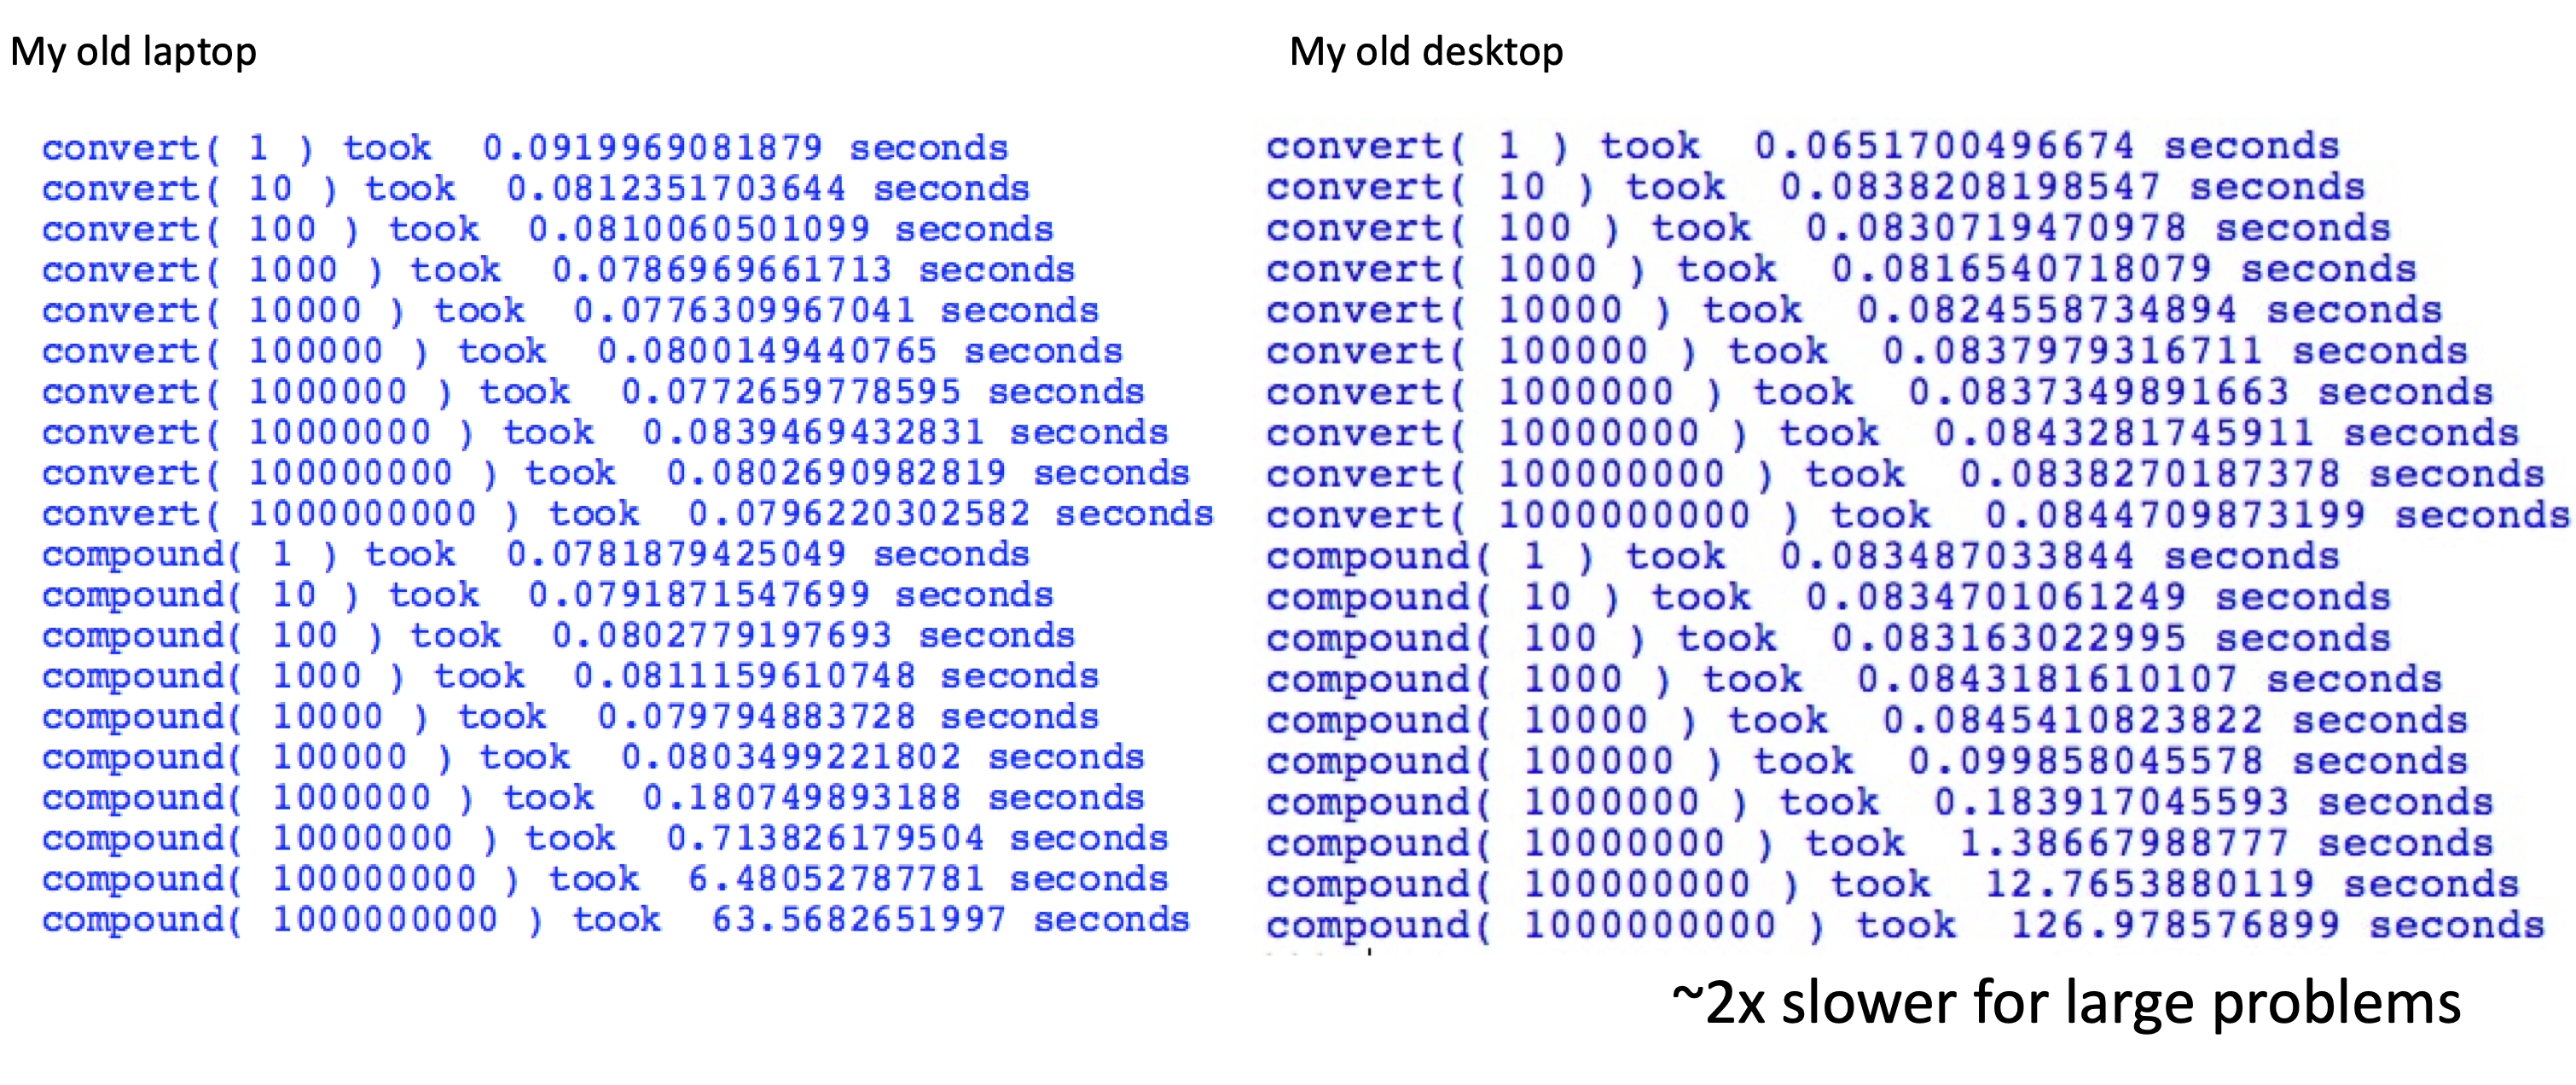 My old laptop
convert( 1 ) took  0.0919969081879 seconds
convert( 10 ) took  0.0812351703644 seconds
convert( 100 ) took  0.0810060501099 seconds
convert( 1000 ) took  0.0786969661713 seconds
convert( 10000 ) took  0.0776309967041 seconds
convert( 100000 ) took  0.0800149440765 seconds
convert( 1000000 ) took  0.0772659778595 seconds
convert( 10000000 ) took  0.0839469432831 seconds
convert( 100000000 ) took  0.0802690982819 seconds
convert( 1000000000 ) took  0.0796220302582 seconds
compound( 1 ) took  0.0781879425049 seconds
compound( 10 ) took  0.0791871547699 seconds
compound( 100 ) took  0.0802779197693 seconds
compound( 1000 ) took  0.0811159610748 seconds
compound( 10000 ) took  0.079794883728 seconds
compound( 100000 ) took  0.0803499221802 seconds
compound( 1000000 ) took  0.180749893188 seconds
compound( 10000000 ) took  0.713826179504 seconds
compound( 100000000 ) took  6.48052787781 seconds
compound( 1000000000 ) took  63.5682651997 seconds
My old desktop
convert( 1 ) took  0.0651700496674 seconds
convert( 10 ) took  0.0838208198547 seconds
convert( 100 ) took  0.0830719470978 seconds
convert( 1000 ) took  0.0816540718079 seconds
convert( 10000 ) took  0.0824558734894 seconds
convert( 100000 ) took  0.0837979316711 seconds
convert( 1000000 ) took  0.0837349891663 seconds
convert( 10000000 ) took  0.0843281745911 seconds
convert( 100000000 ) took  0.0838270187378 seconds
convert( 1000000000 ) took  0.0844709873199 seconds
compound( 1 ) took  0.083487033844 seconds
compound( 10 ) took  0.0834701061249 seconds
compound( 100 ) took  0.083163022995 seconds
compound( 1000 ) took  0.0843181610107 seconds
compound( 10000 ) took  0.0845410823822 seconds
compound( 100000 ) took  0.099858045578 seconds
compound( 1000000 ) took  0.183917045593 seconds
compound( 10000000 ) took  1.38667988777 seconds
compound( 100000000 ) took  12.7653880119 seconds
compound( 1000000000 ) took  126.978576899 seconds
~2x slower for large problems